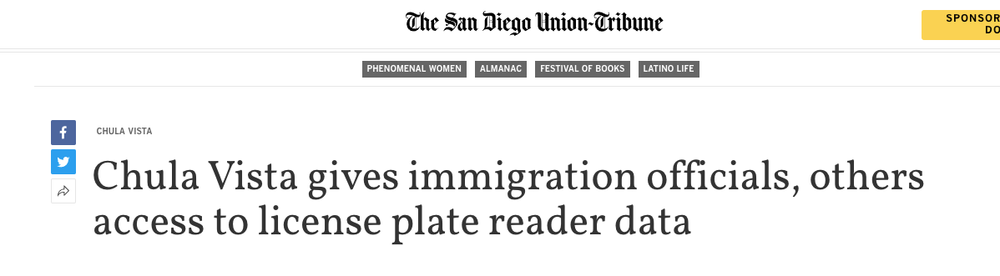 The San Diego Union-Tribune
SPONSOR
DO
PHENOMENAL WOMEN ALMANAC FESTIVAL OF BOOKS LATINO LIFE
CHULA VISTA
Chula Vista gives immigration officials, others
access to license plate reader data